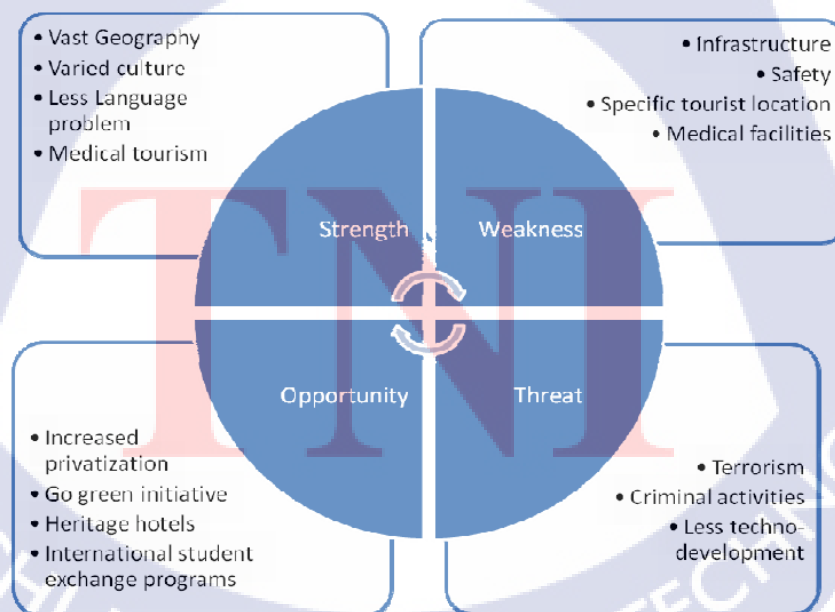 • Vast Geography
• Varied culture
• Less Language
problem
• Medical tourism
• Infrastructure
• Safety
• Specific tourist location
• Medical facilities
Strength
Weakness
Opportunity
Threat
• Increased
privatization
• Go green initiative
• Heritage hotels
• International student
exchange programs
• Terrorism
• Criminal activities
• Less techno-
development
TNI